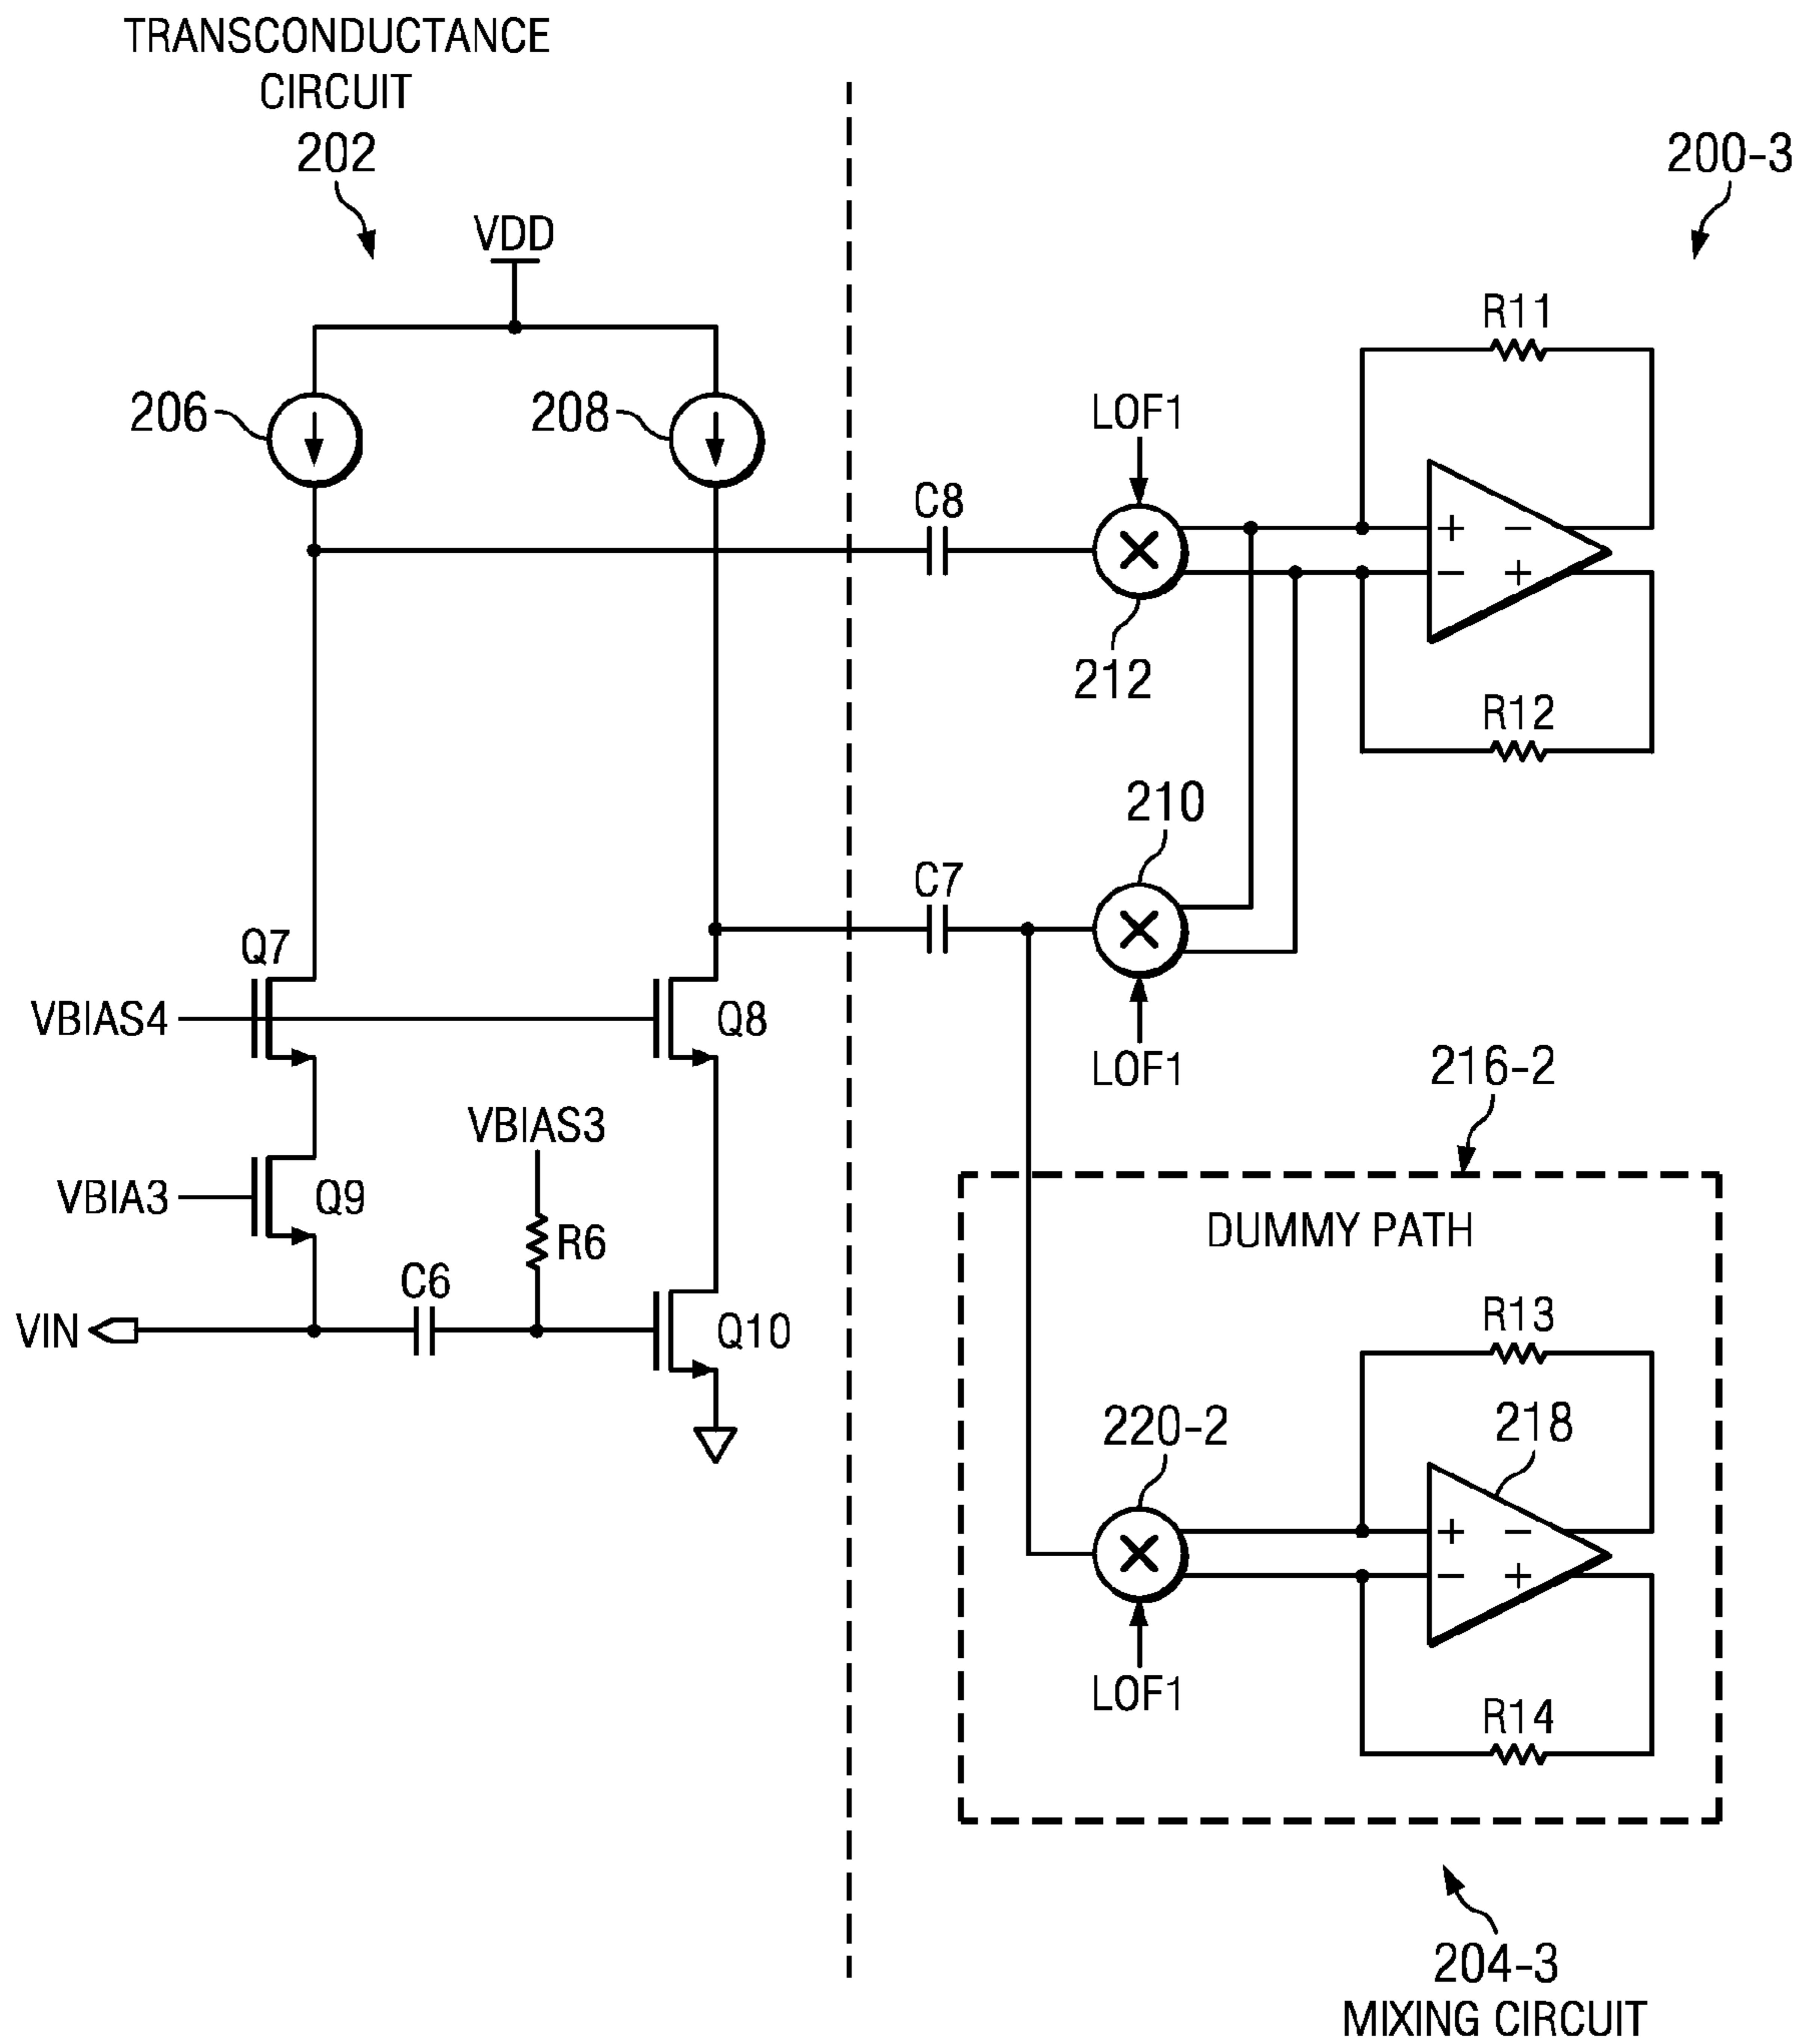 TRANSCONDUCTANCE
CIRCUIT
202
200-3
VDD
R11
206
208
LOF1
C8
+ −
− +
212
R12
210
C7
Q7
VBIAS4
Q8
LOF1
216-2
VBIAS3
DUMMY PATH
VBIA3
Q9
R6
C6
R13
VIN
Q10
220-2
218
+ −
− +
LOF1
R14
204-3
MIXING CIRCUIT